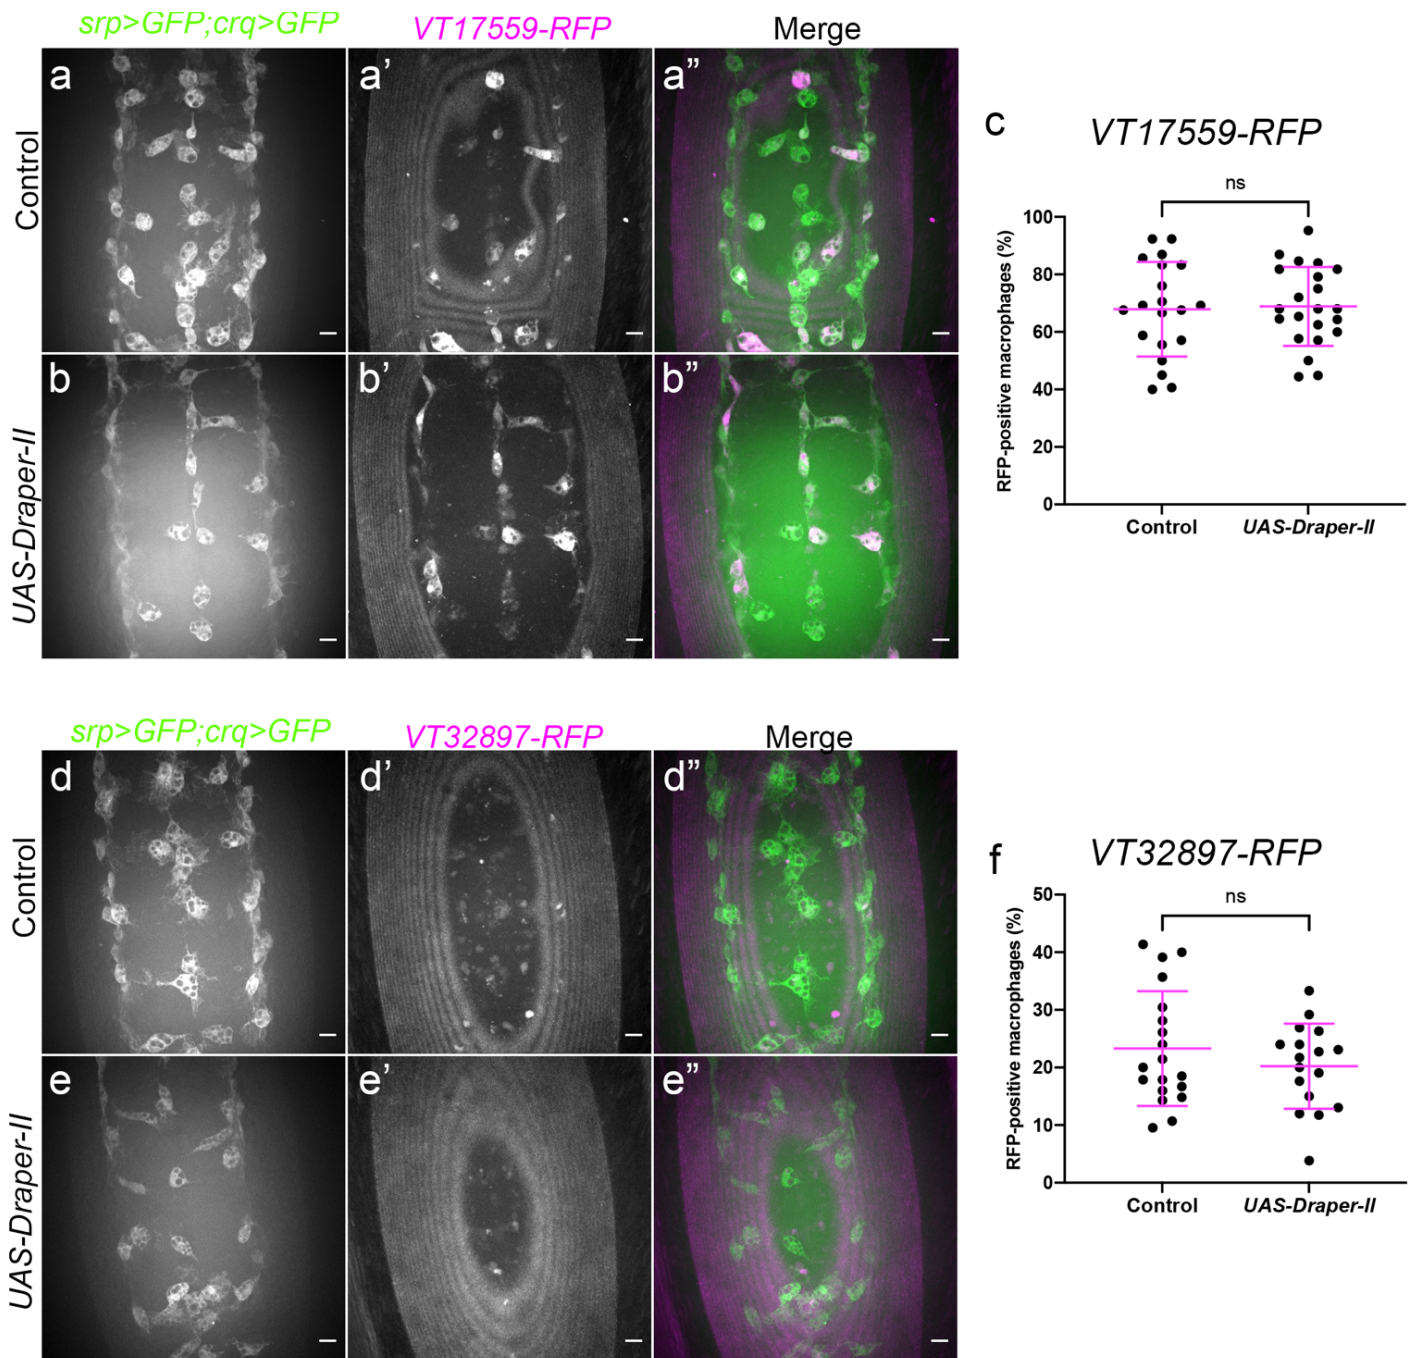 srp>GFP;crq>GFP
VT17559-RFP
Merge
Control
a
a’
a”
UAS-Draper-II
b
b’
b”
c
VT17559-RFP
ns
RFP-positive macrophages (%)
100
80
60
40
20
0
Control
UAS-Draper-II
srp>GFP;crq>GFP
VT32897-RFP
Merge
Control
d
d’
d”
UAS-Draper-II
e
e’
e”
f
VT32897-RFP
ns
RFP-positive macrophages (%)
50
40
30
20
10
0
Control
UAS-Draper-II